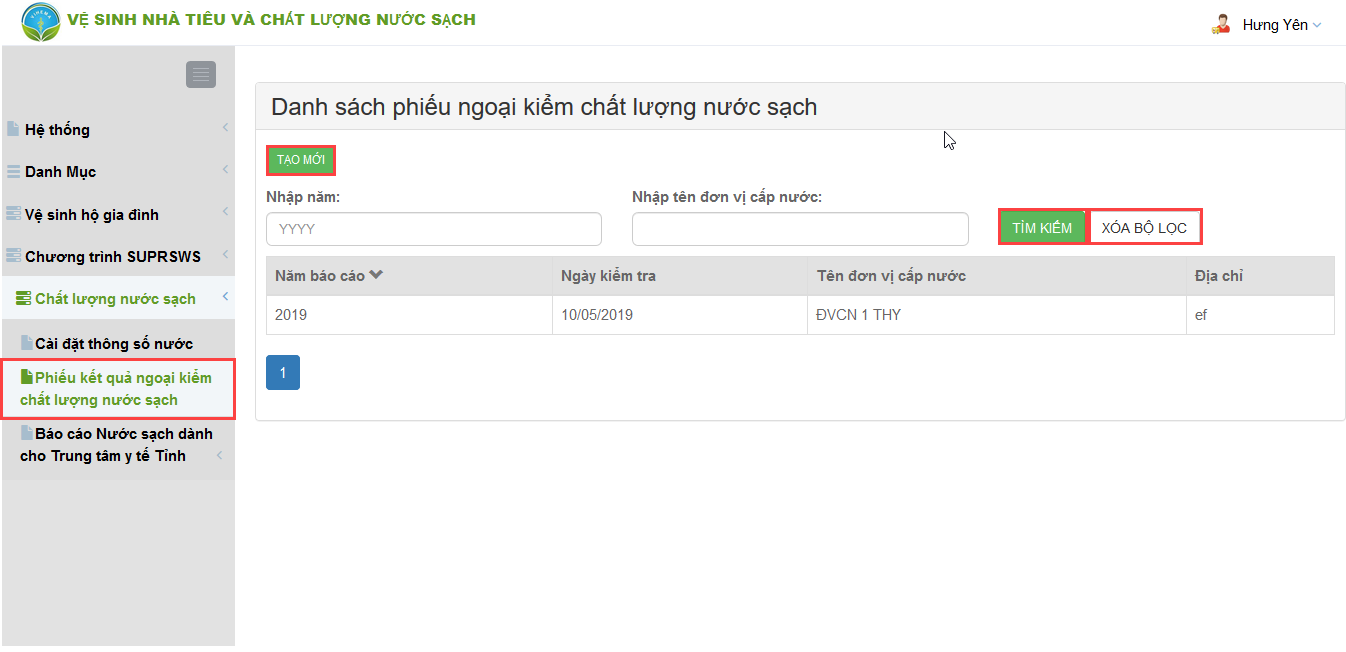 VỆ SINH NHÀ TIÊU VÀ CHẤT LƯỢNG NƯỚC SẠCH
Hưng Yên
Hệ thống
Danh Mục
Vệ sinh hộ gia đình
Chương trình SUPRSWS
Chất lượng nước sạch
Cài đặt thông số nước
Phiếu kết quả ngoại kiểm
chất lượng nước sạch
Báo cáo Nước sạch dành
cho Trung tâm y tế Tỉnh
Danh sách phiếu ngoại kiểm chất lượng nước sạch
TẠO MỚI
Nhập năm: Nhập tên đơn vị cấp nước:
YYYY TÌM KIẾM XÓA BỘ LỌC
Năm báo cáo Ngày kiểm tra Tên đơn vị cấp nước Địa chỉ
2019 10/05/2019 ĐVCN 1 THY ef
1